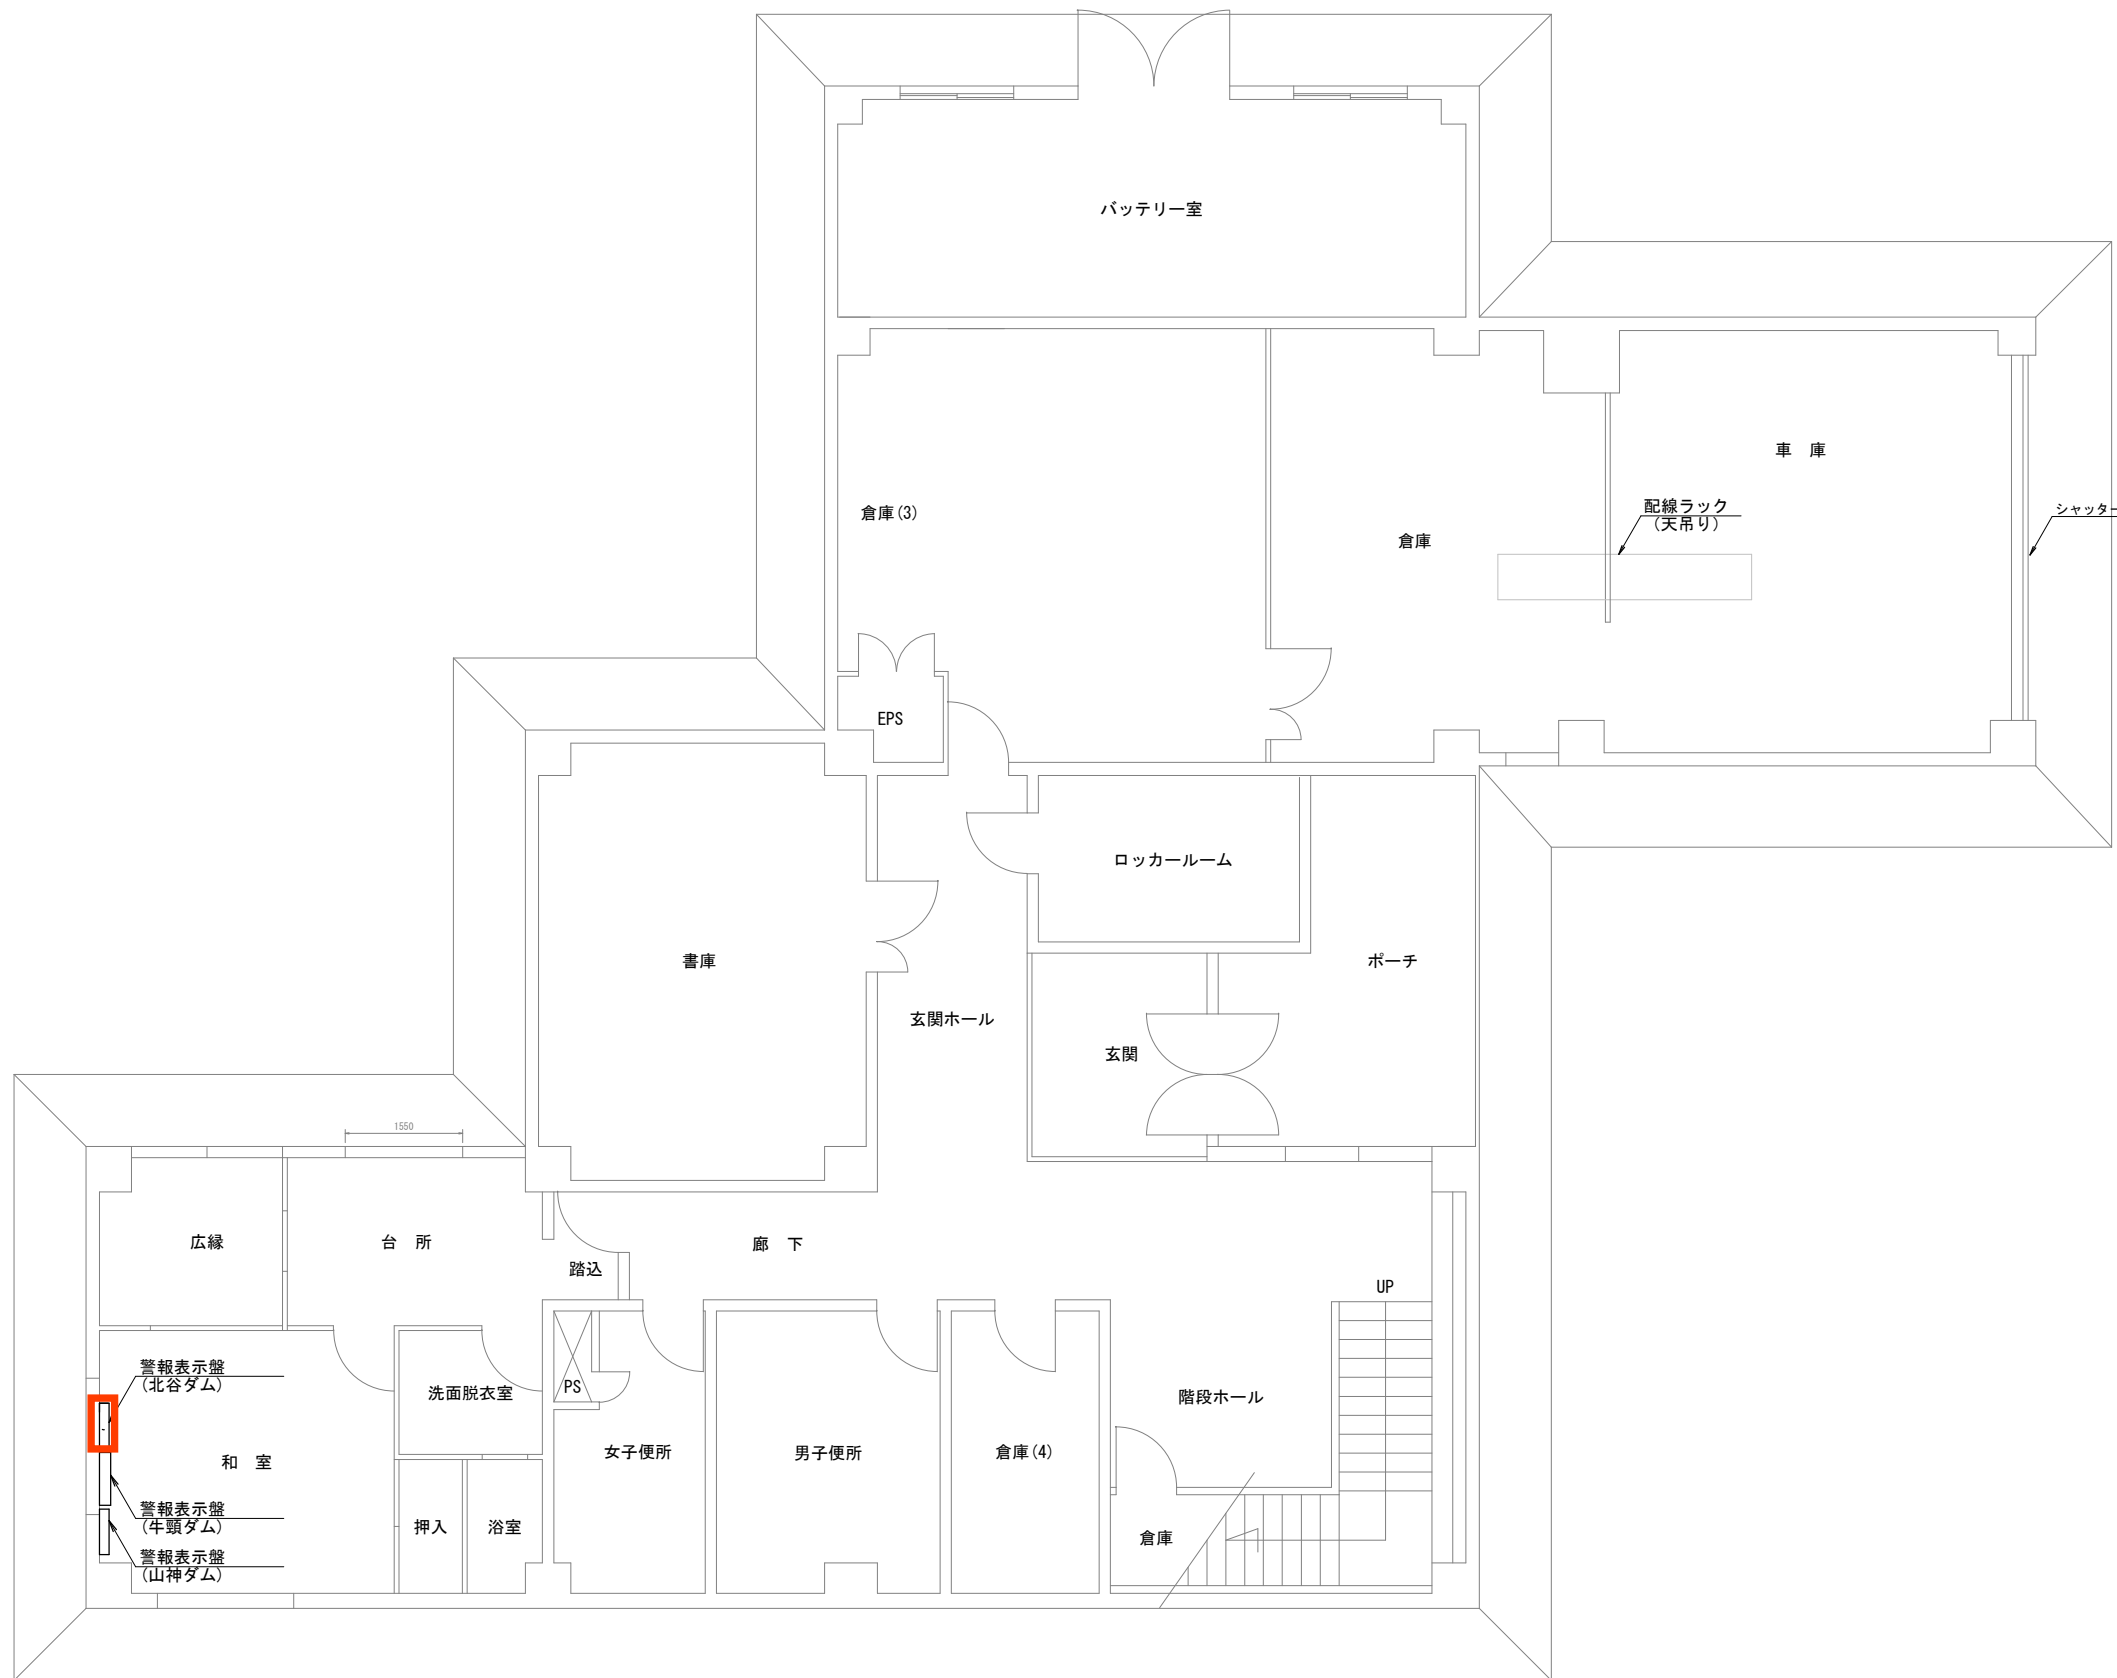 バッテリー室
車　庫
配線ラック
(天吊り)
シャッター
倉庫(3)
倉庫
EPS
ロッカールーム
書庫
ポーチ
玄関ホール
玄関
1550
広縁
台　所
廊　下
踏込
UP
警報表示盤
(北谷ダム)
洗面脱衣室
PS
階段ホール
和　室
女子便所
男子便所
倉庫(4)
警報表示盤
(牛頸ダム)
押入
浴室
倉庫
警報表示盤
(山神ダム)